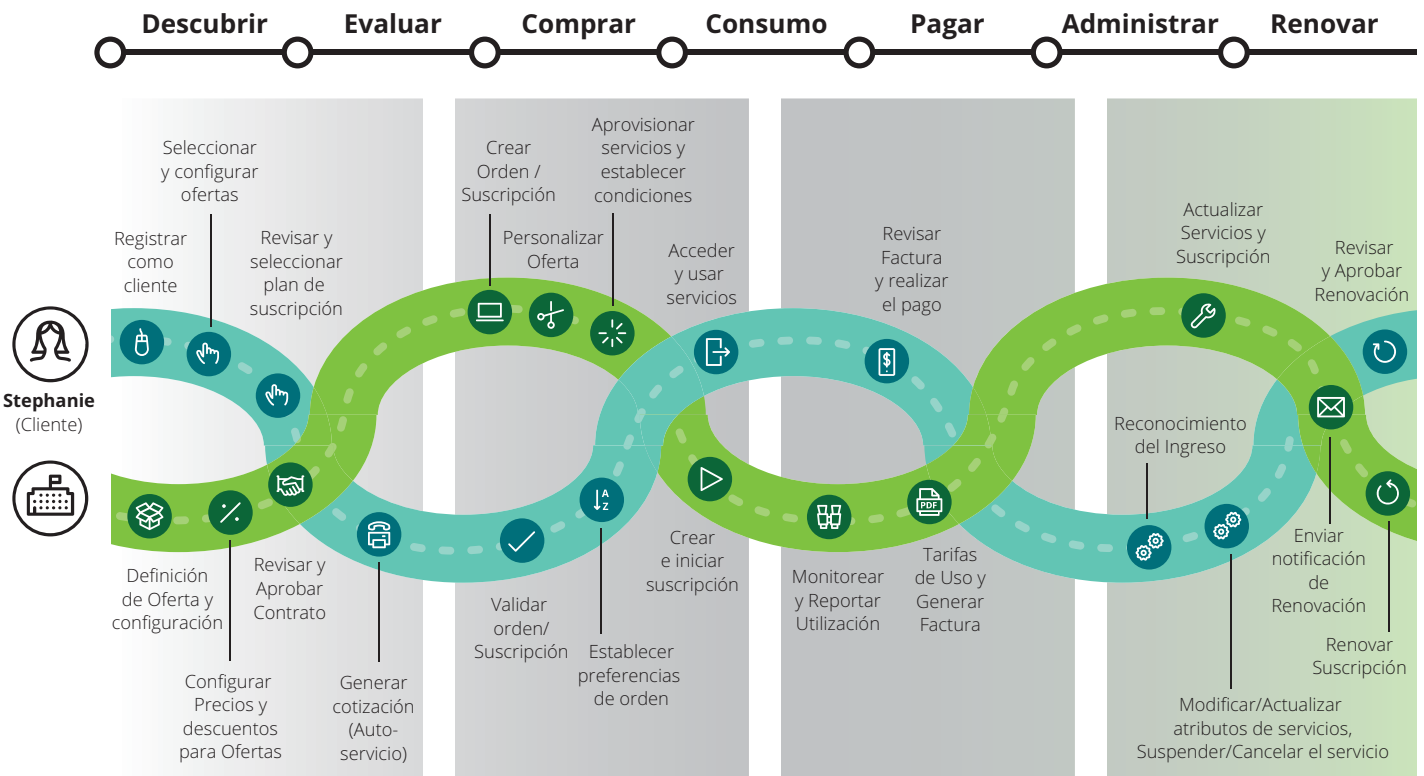 Descubrir
Evaluar
Comprar
Consumo
Pagar
Administrar
Renovar
Seleccionar
y configurar
ofertas
Registrar
como
cliente
Revisar y
seleccionar
plan de
suscripción
Crear
Orden /
Suscripción
Aprovisionar
servicios y
establecer
condiciones
Personalizar
Oferta
Acceder
y usar
servicios
Revisar
Factura
y realizar
el pago
Actualizar
Servicios y
Suscripción
Revisar
y Aprobar
Renovación
Stephanie
(Cliente)
$
A
Z
PDF
Reconocimiento
del Ingreso
Definición
de Oferta y
configuración
Revisar y
Aprobar
Contrato
Configurar
Precios y
descuentos
para Ofertas
Generar
cotización
(Auto-
servicio)
Validar
orden/
Suscripción
Establecer
preferencias
de orden
Crear
e iniciar
suscripción
Monitorear
y Reportar
Utilización
Tarifas
de Uso y
Generar
Factura
Enviar
notificación
de
Renovación
Renovar
Suscripción
Modificar/Actualizar
atributos de servicios,
Suspender/Cancelar el servicio